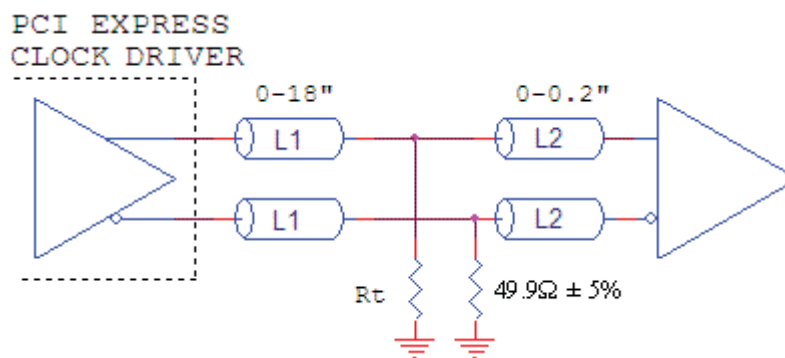 PCI EXPRESS
CLOCK DRIVER
0-18"
0-0.2"
L1
L2
L1
L2
Rt
49.9Ω ± 5%